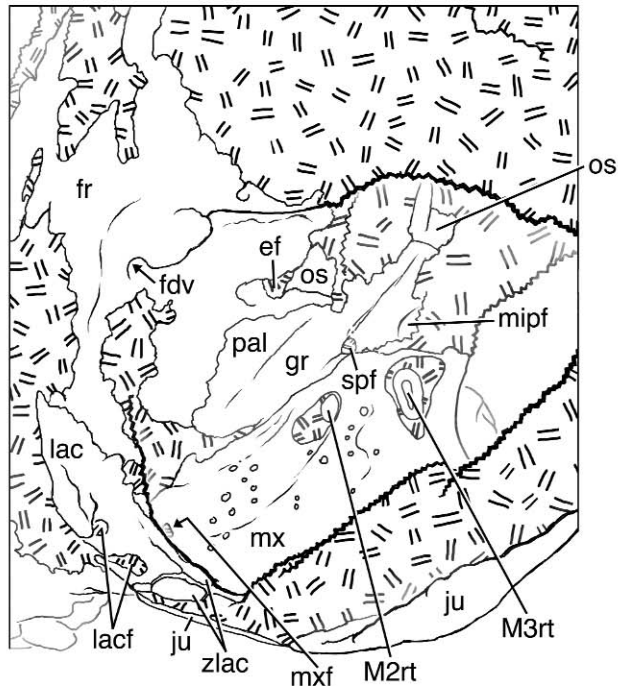 os
fr
ef
os
fdv
mipf
pal
gr
spf
lac
mx
ju
lacf
ju
zlac
mxf
M2rt
M3rt